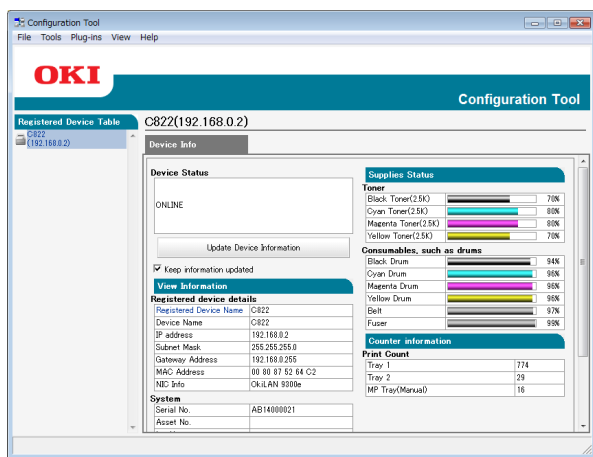 Configuration Tool
File Tools Plug-ins View Help
OKI
Configuration Tool
Registered Device Table
C822
(192.168.0.2)
C822(192.168.0.2)
Device Info
Device Status
ONLINE
Update Device Information
Keep information updated
View Information
Registered device details
Registered Device Name C822
Device Name C822
IP address 192.168.0.2
Subnet Mask 255.255.255.0
Gateway Address 192.168.0.255
MAC Address 00 80 87 52 64 C2
NIC Info OkiLAN 9300e
System
Serial No. AB14000021
Asset No.
Supplies Status
Toner
Black Toner(2.5K) 70%
Cyan Toner(2.5K) 80%
Magenta Toner(2.5K) 80%
Yellow Toner(2.5K) 70%
Consumables, such as drums
Black Drum 94%
Cyan Drum 96%
Magenta Drum 96%
Yellow Drum 96%
Belt 97%
Fuser 99%
Counter information
Print Count
Tray 1 774
Tray 2 29
MP Tray(Manual) 16